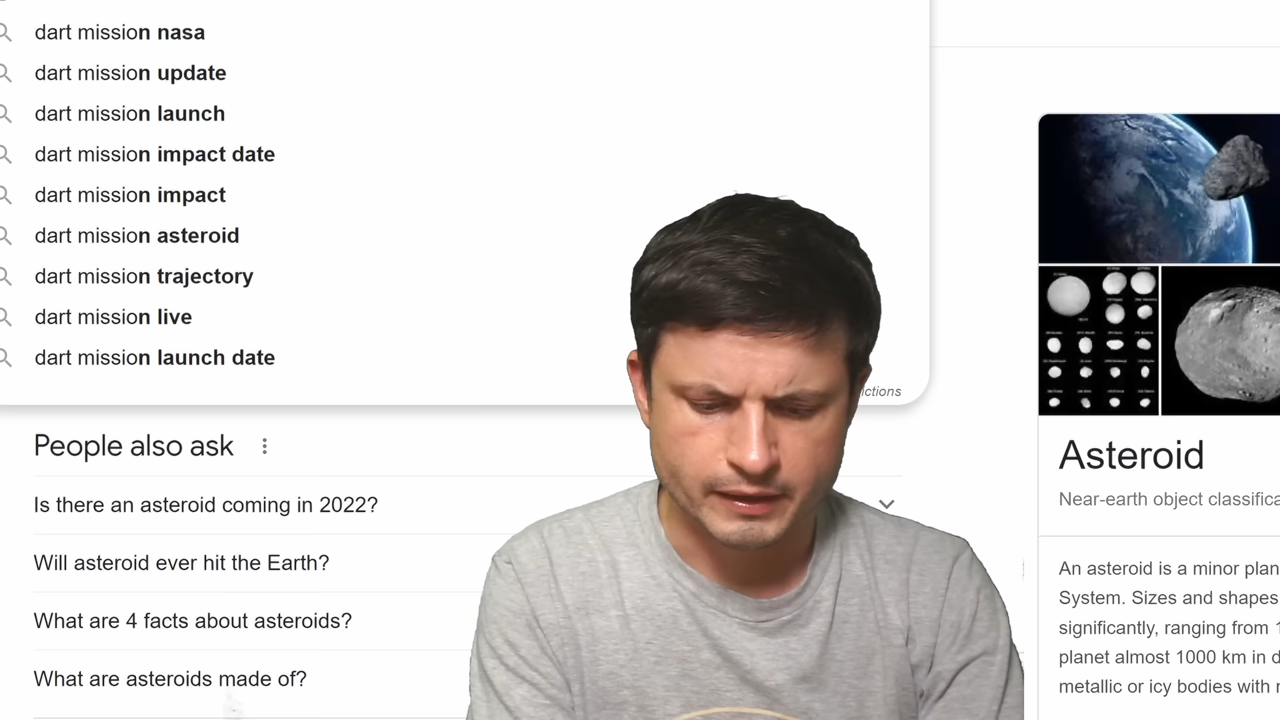 dart mission nasa
dart mission update
dart mission launch
dart mission impact date
dart mission impact
dart mission asteroid
dart mission trajectory
dart mission live
dart mission launch date
ictions
People also ask
Is there an asteroid coming in 2022?
Will asteroid ever hit the Earth?
What are 4 facts about asteroids?
What are asteroids made of?
Asteroid
Near-earth object classifica
An asteroid is a minor plan
System. Sizes and shapes
significantly, ranging from 1
planet almost 1000 km in d
metallic or icy bodies with